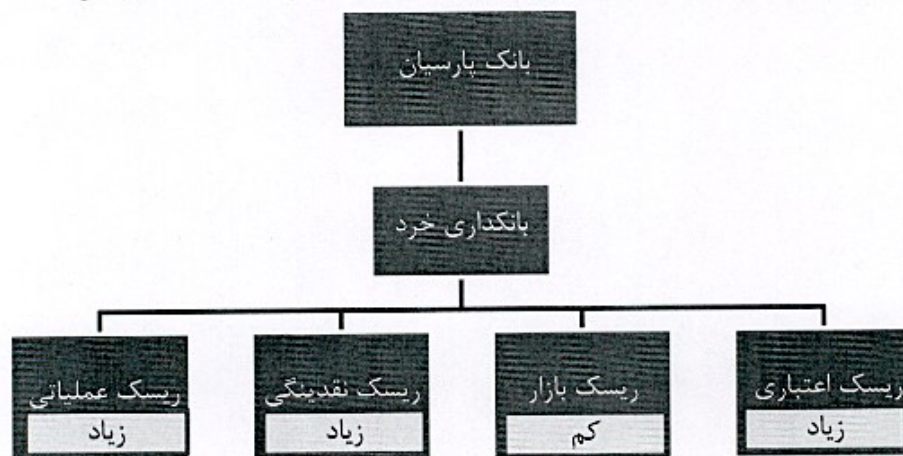 بانک پارسیان
بانکداری خرد
ریسک اعتباری
زیاد
ریسک بازار
کم
ریسک نقدینگی
زیاد
ریسک عملیاتی
زیاد